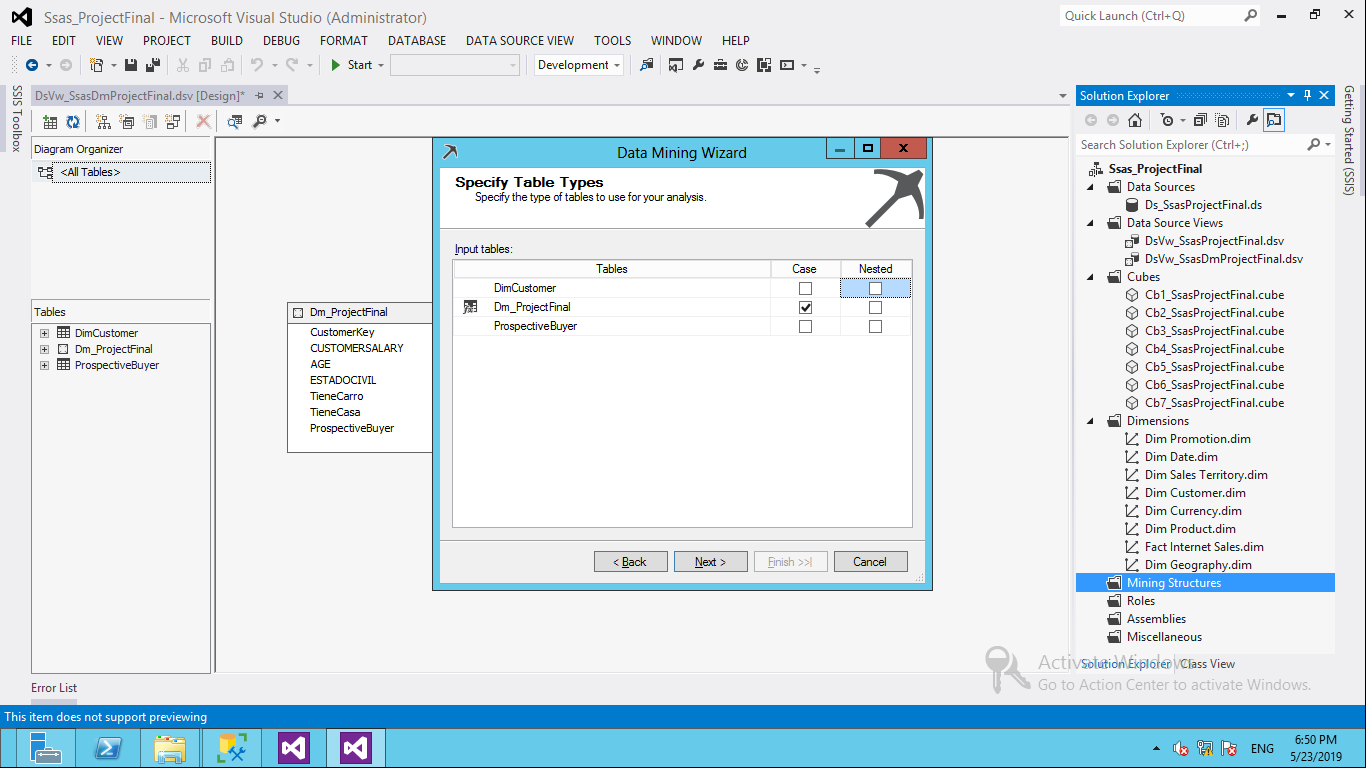 Ssas_ProjectFinal - Microsoft Visual Studio (Administrator)
Quick Launch (Ctrl+Q)
FILE EDIT VIEW PROJECT BUILD DEBUG FORMAT DATABASE DATA SOURCE VIEW TOOLS WINDOW HELP
Start
Development
SSIS Toolbox
DsVw_SsasDmProjectFinal.dsv [Design]*
Diagram Organizer
<All Tables>
Tables
DimCustomer
Dm_ProjectFinal
ProspectiveBuyer
Dm_ProjectFinal
CustomerKey
CUSTOMERSALARY
AGE
ESTADOCIVIL
TieneCarro
TieneCasa
ProspectiveBuyer
Data Mining Wizard
X
Specify Table Types
Specify the type of tables to use for your analysis.
Input tables:
Tables Case Nested
DimCustomer
Dm_ProjectFinal
ProspectiveBuyer
< Back Next > Finish >>| Cancel
Solution Explorer
Search Solution Explorer (Ctrl+;)
Ssas_ProjectFinal
Data Sources
Ds_SsasProjectFinal.ds
Data Source Views
DsVw_SsasProjectFinal.dsv
DsVw_SsasDmProjectFinal.dsv
Cubes
Cb1_SsasProjectFinal.cube
Cb2_SsasProjectFinal.cube
Cb3_SsasProjectFinal.cube
Cb4_SsasProjectFinal.cube
Cb5_SsasProjectFinal.cube
Cb6_SsasProjectFinal.cube
Cb7_SsasProjectFinal.cube
Dimensions
Dim Promotion.dim
Dim Date.dim
Dim Sales Territory.dim
Dim Customer.dim
Dim Currency.dim
Dim Product.dim
Fact Internet Sales.dim
Dim Geography.dim
Mining Structures
Roles
Assemblies
Miscellaneous
Solution Explorer Class View
Activate Windows
Go to Action Center to activate Windows.
Getting Started (SSIS)
Error List
This item does not support previewing
ENG
6:50 PM
5/23/2019